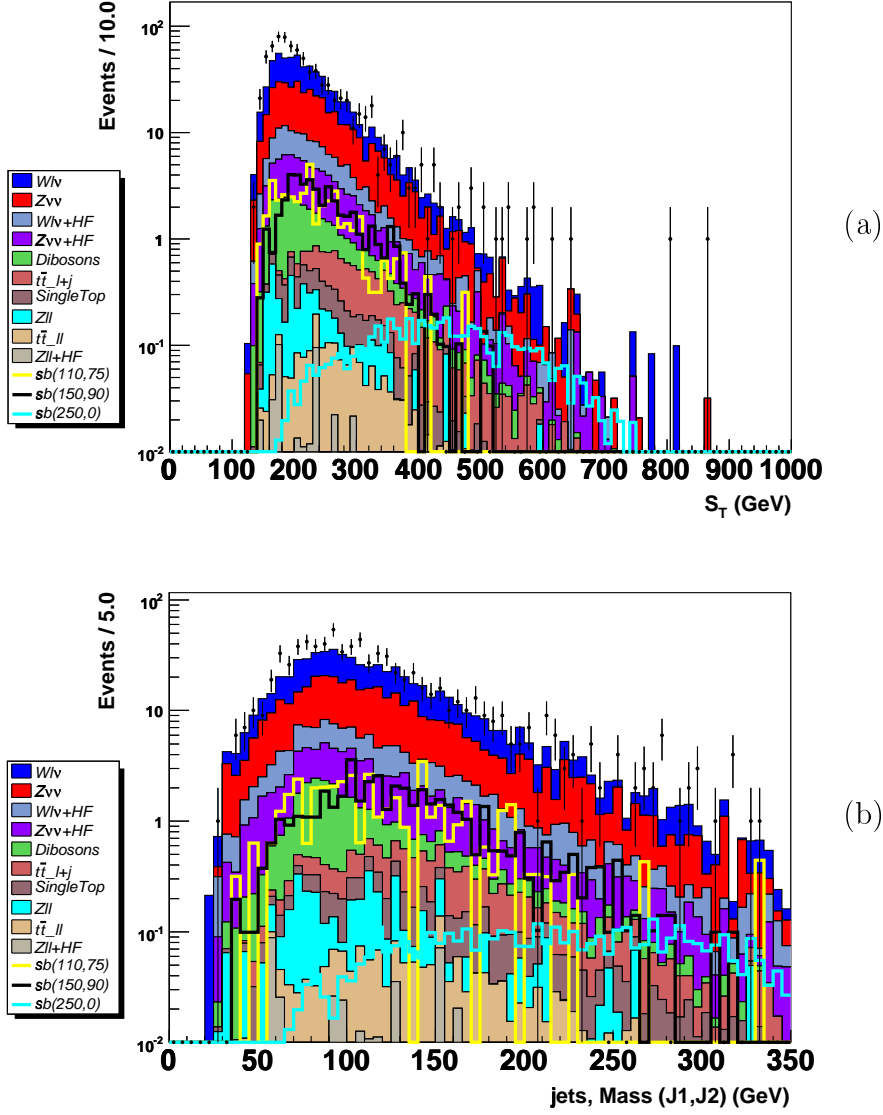 Events / 10.0
10²
10
1
10⁻¹
10⁻²
0 100 200 300 400 500 600 700 800 900 1000
S_T (GeV)
Wlν
Zνν
Wlν+HF
Zνν+HF
Dibosons
tt̄_l+j
SingleTop
Zll
tt̄_ll
Zll+HF
sb(110,75)
sb(150,90)
sb(250,0)
(a)
Events / 5.0
10²
10
1
10⁻¹
10⁻²
0 50 100 150 200 250 300 350
jets, Mass (J1,J2) (GeV)
Wlν
Zνν
Wlν+HF
Zνν+HF
Dibosons
tt̄_l+j
SingleTop
Zll
tt̄_ll
Zll+HF
sb(110,75)
sb(150,90)
sb(250,0)
(b)